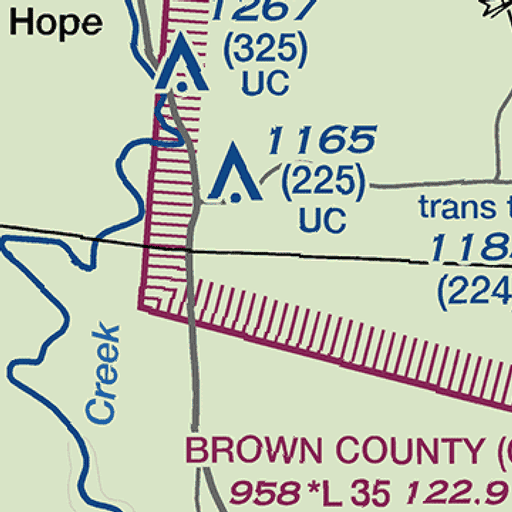 Hope
1267
(325)
UC
1165
(225)
UC
trans
(224
Creek
BROWN COUNTY (
958 *L 35 122.9